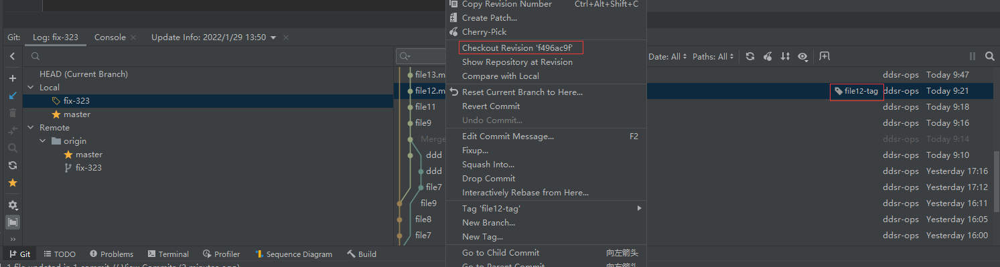 Copy Revision Number Ctrl+Alt+Shift+C
Create Patch...
Cherry-Pick
Git: Log: fix-323 Console Update Info: 2022/1/29 13:50
Checkout Revision 'f496ac9f'
Show Repository at Revision
Compare with Local
Reset Current Branch to Here...
Revert Commit
Undo Commit...
Edit Commit Message... F2
Fixup...
Squash Into...
Drop Commit
Interactively Rebase from Here...
Tag 'file12-tag'
New Branch...
New Tag...
Go to Child Commit 向左箭头
Go to Parent Commit 向右箭头
Date: All Paths: All
HEAD (Current Branch)
Local
fix-323
master
Remote
origin
master
fix-323
file13.m ddsr-ops Today 9:47
file12.m file12-tag ddsr-ops Today 9:21
file11 ddsr-ops Today 9:18
file9 ddsr-ops Today 9:16
Merge ddsr-ops Today 9:14
ddd ddsr-ops Today 9:10
ddd ddsr-ops Yesterday 17:16
file7 ddsr-ops Yesterday 17:12
file9 ddsr-ops Yesterday 16:11
file8 ddsr-ops Yesterday 16:05
file7 ddsr-ops Yesterday 16:00
Git TODO Problems Terminal Profiler Sequence Diagram Build
1 file updated in 1 commit // View Commits (2 minutes ago)